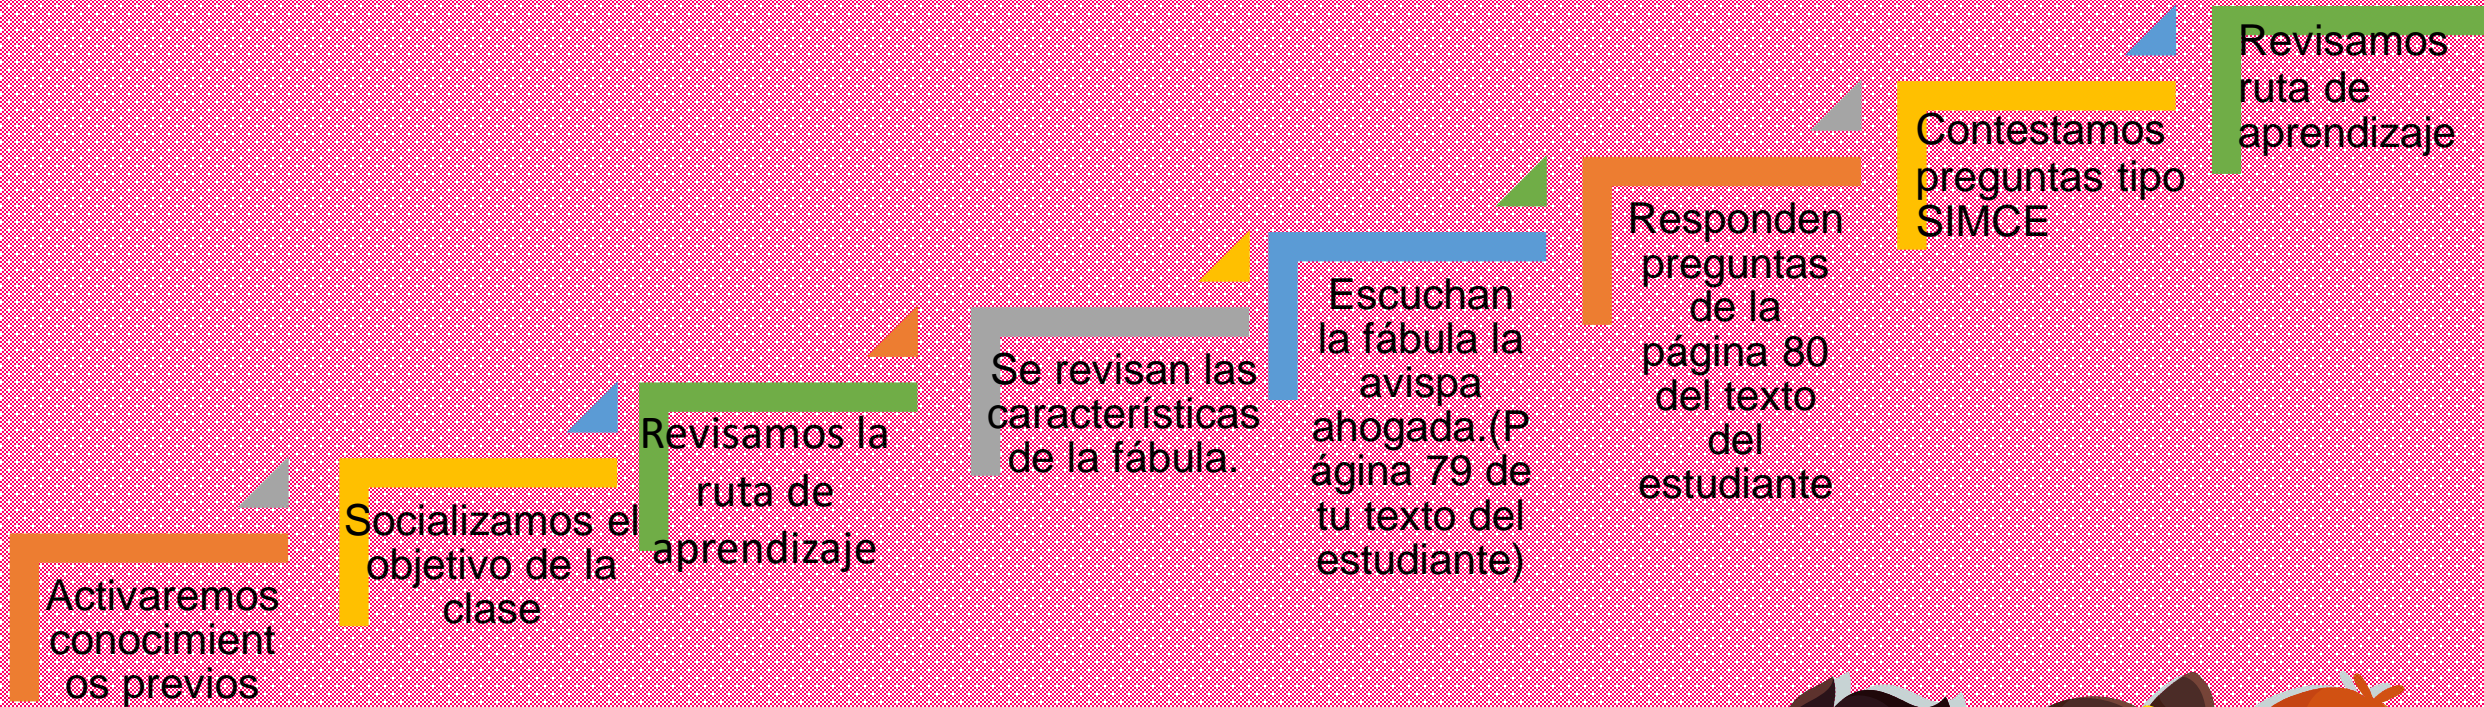 Activaremos
conocimient
os previos
Socializamos el
objetivo de la
clase
Revisamos la
ruta de
aprendizaje
Se revisan las
características
de la fábula.
Escuchan
la fábula la
avispa
ahogada.(P
ágina 79 de
tu texto del
estudiante)
Responden
preguntas
de la
página 80
del texto
del
estudiante
Contestamos
preguntas tipo
SIMCE
Revisamos
ruta de
aprendizaje